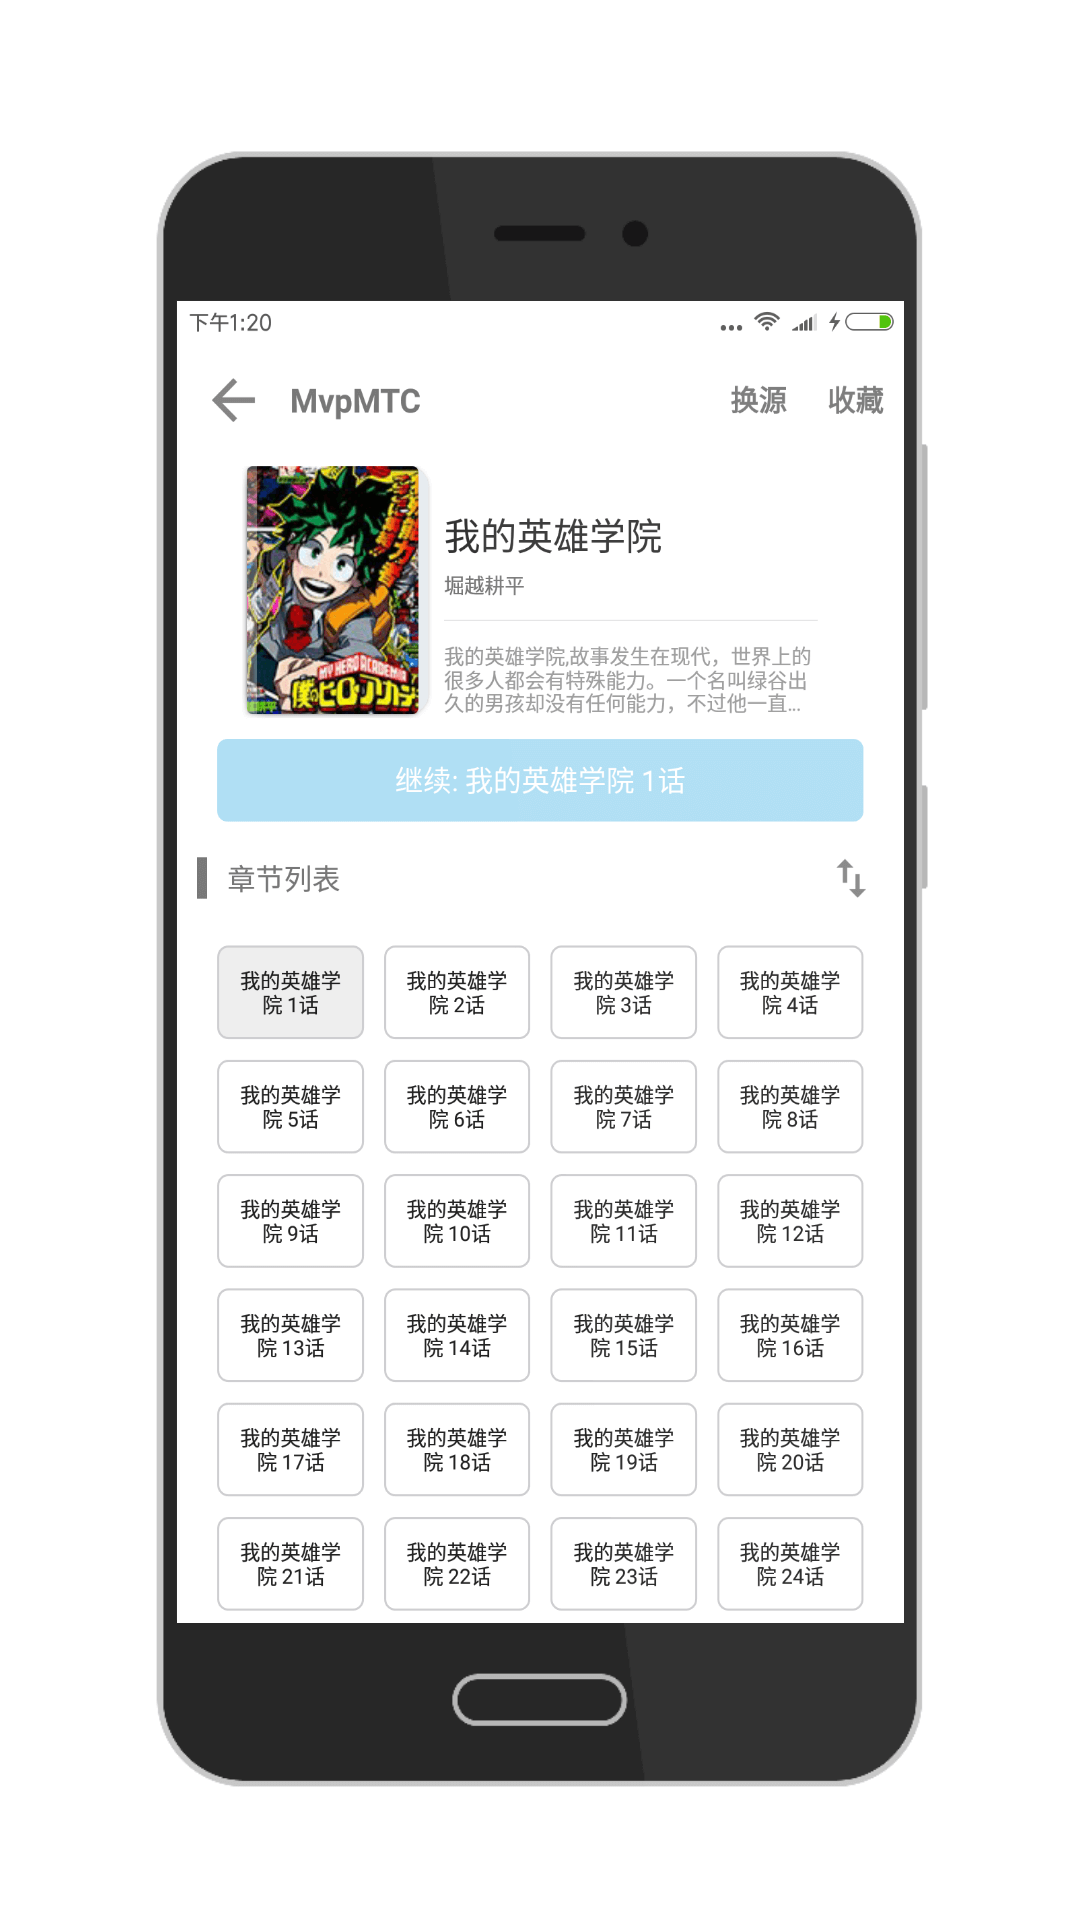 下午1:20
MvpMTC 换源 收藏
MY HERO ACADEMIA
僕のヒーローアカデミア
我的英雄学院
堀越耕平
我的英雄学院,故事发生在现代，世界上的
很多人都会有特殊能力。一个名叫绿谷出
久的男孩却没有任何能力，不过他一直...
继续: 我的英雄学院 1话
章节列表
我的英雄学
院 1话
我的英雄学
院 2话
我的英雄学
院 3话
我的英雄学
院 4话
我的英雄学
院 5话
我的英雄学
院 6话
我的英雄学
院 7话
我的英雄学
院 8话
我的英雄学
院 9话
我的英雄学
院 10话
我的英雄学
院 11话
我的英雄学
院 12话
我的英雄学
院 13话
我的英雄学
院 14话
我的英雄学
院 15话
我的英雄学
院 16话
我的英雄学
院 17话
我的英雄学
院 18话
我的英雄学
院 19话
我的英雄学
院 20话
我的英雄学
院 21话
我的英雄学
院 22话
我的英雄学
院 23话
我的英雄学
院 24话